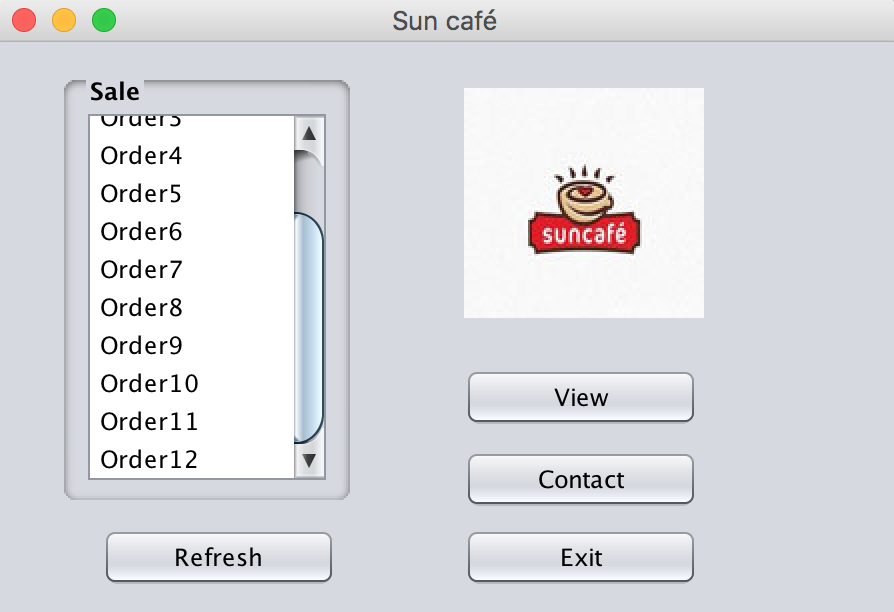 Sun café
Sale
Order3
Order4
Order5
Order6
Order7
Order8
Order9
Order10
Order11
Order12
Refresh
suncafé
View
Contact
Exit